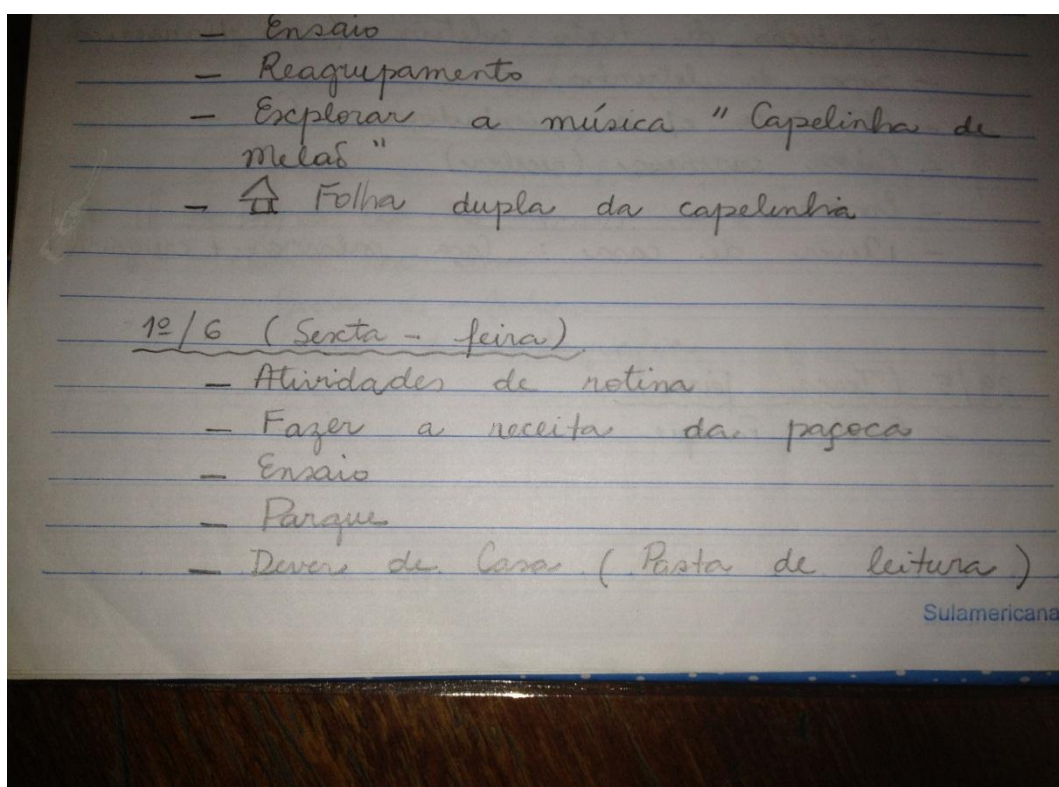 - Ensaio
- Reagrupamento
- Explorar a música "Capelinha de
melão"
- Folha dupla da capelinha
1º/6 (Sexta-feira)
- Atividades de rotina
- Fazer a receita da paçoca
- Ensaio
- Parque
- Dever de Casa (Pasta de leitura)
Sulamericana